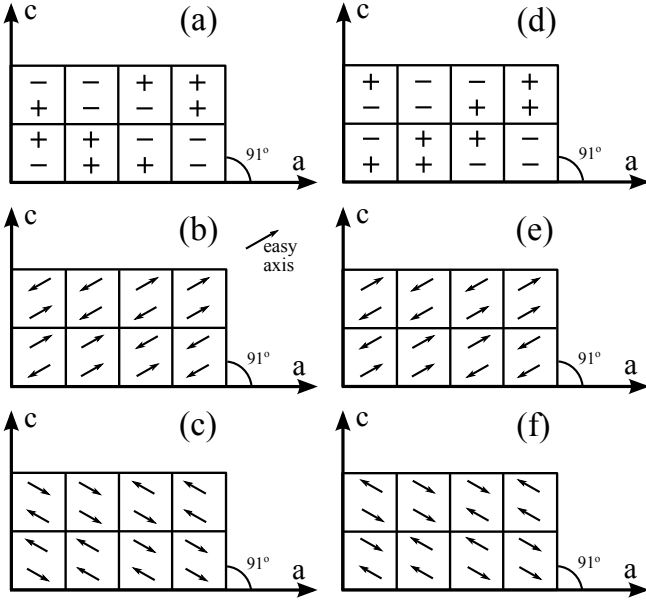 c (a)
− − + +
+ − − +
+ + − −
− + + −
91° a
c (d)
+ − − +
− − + +
− + + −
+ + − −
91° a
c (b)
easy
axis
91° a
c (e)
91° a
c (c)
91° a
c (f)
91° a